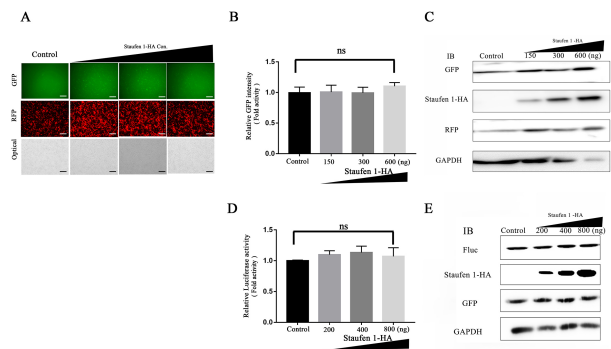 A
Staufen 1-HA Con
Control
GFP
RFP
Optical
B
ns
Relative GFP intensity
( Fold activity )
1.5
1.0
0.5
0.0
Control 150 300 600 (ng)
Staufen 1-HA
C
Staufen 1 -HA
IB Control 150 300 600 (ng)
GFP
Staufen 1-HA
RFP
GAPDH
D
ns
Relative Luciferase activity
( Fold activity )
1.5
1.0
0.5
0.0
Control 200 400 800 (ng)
Staufen 1-HA
E
Staufen 1 -HA
IB Control 200 400 800 (ng)
Fluc
Staufen 1-HA
GFP
GAPDH